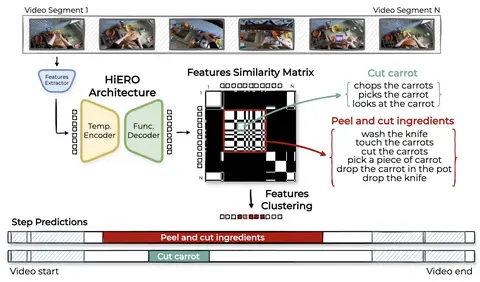 Video Segment 1
Video Segment N
Features
Extractor
HiERO
Architecture
Temp.
Encoder
Func.
Decoder
Features Similarity Matrix
1
N
1
N
Cut carrot
chops the carrots
picks the carrot
looks at the carrot
Peel and cut ingredients
wash the knife
touch the carrots
cut the carrots
pick a piece of carrot
drop the carrot in the pot
drop the knife
Features
Clustering
Step Predictions
Peel and cut ingredients
Cut carrot
Video start
Video end